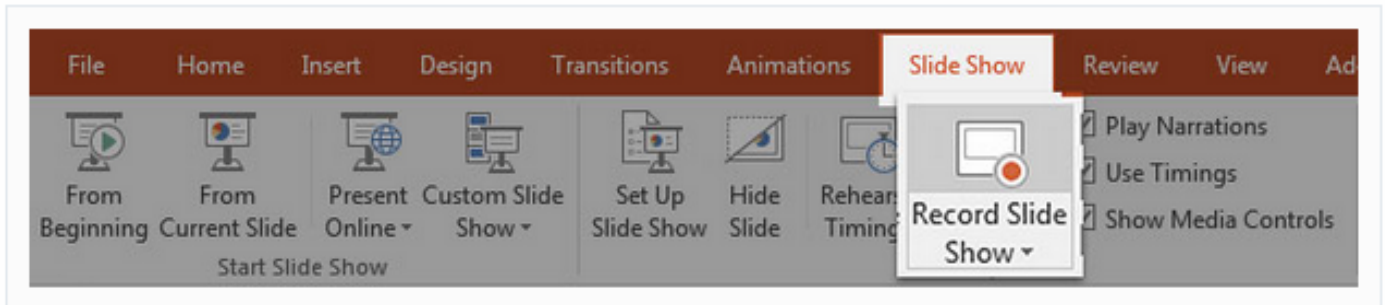 File Home Insert Design Transitions Animations Slide Show Review View
From Beginning
From Current Slide
Present Online
Custom Slide Show
Set Up Slide Show
Hide Slide
Record Slide Show
Play Narrations
Use Timings
Show Media Controls
Start Slide Show